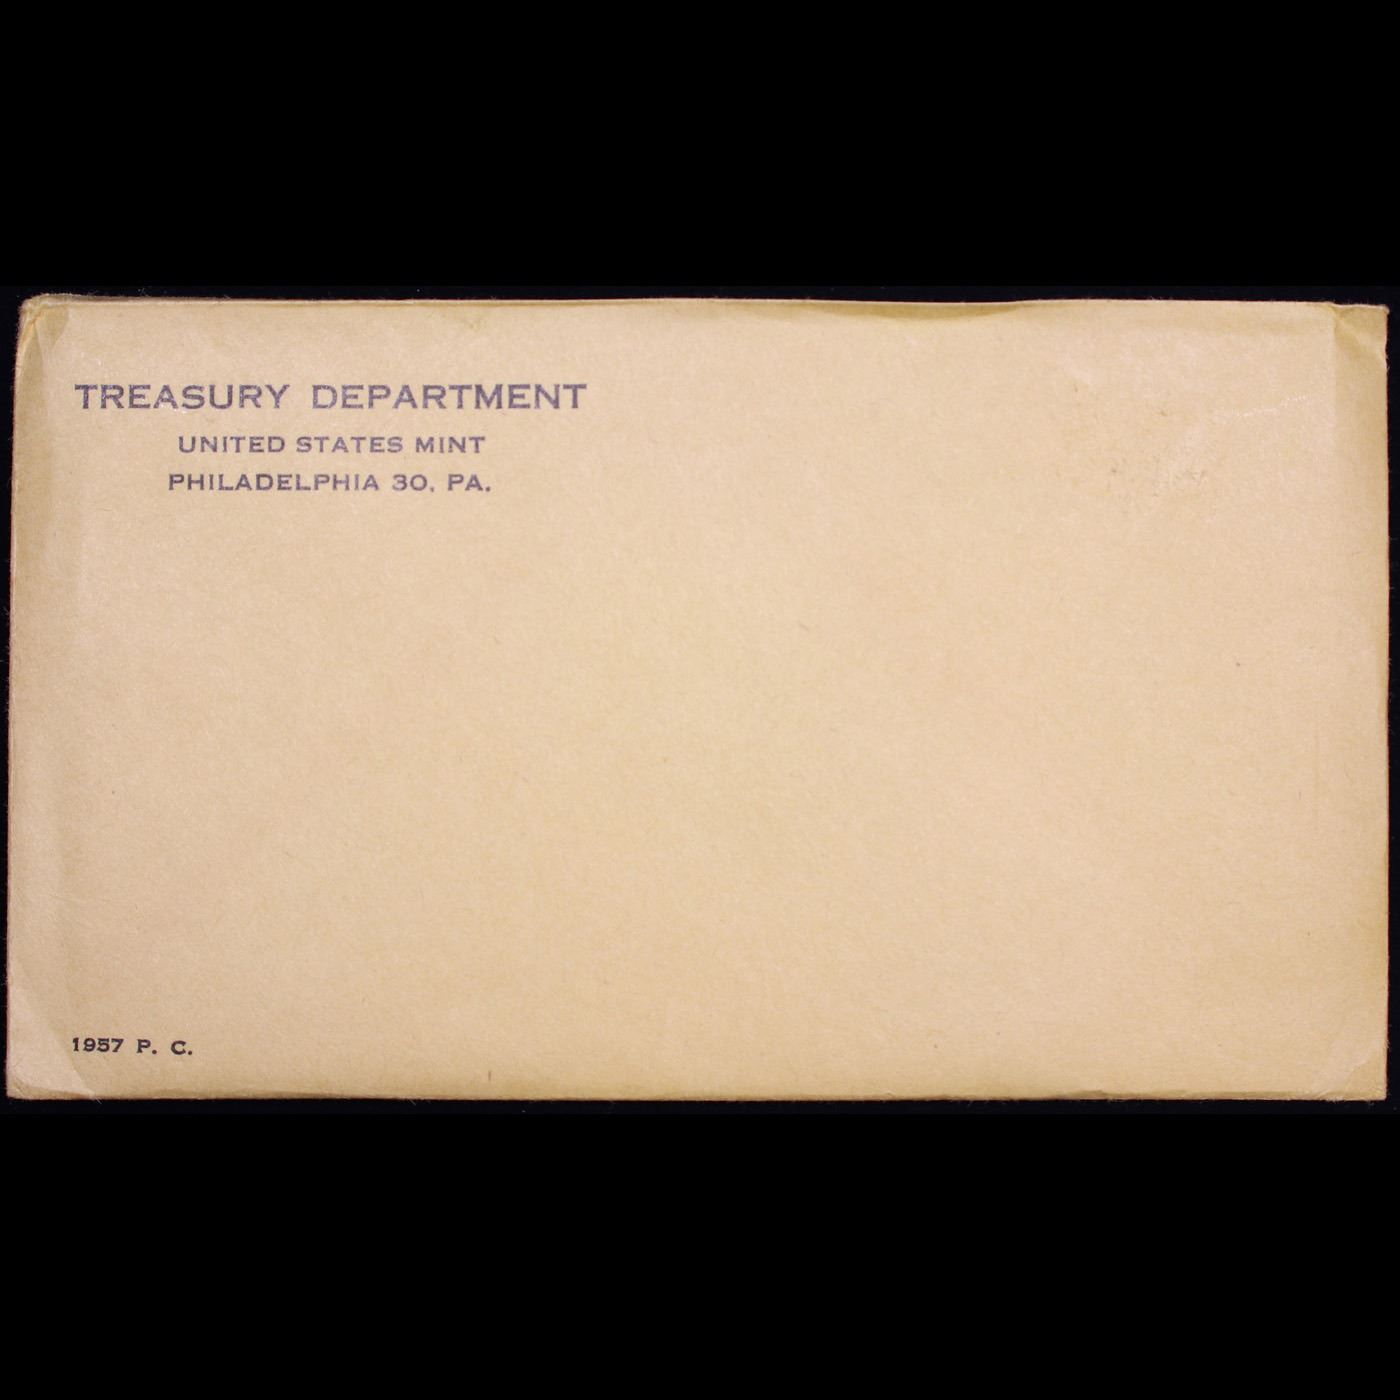 TREASURY DEPARTMENT
UNITED STATES MINT
PHILADELPHIA 30, PA.
1957 P. C.